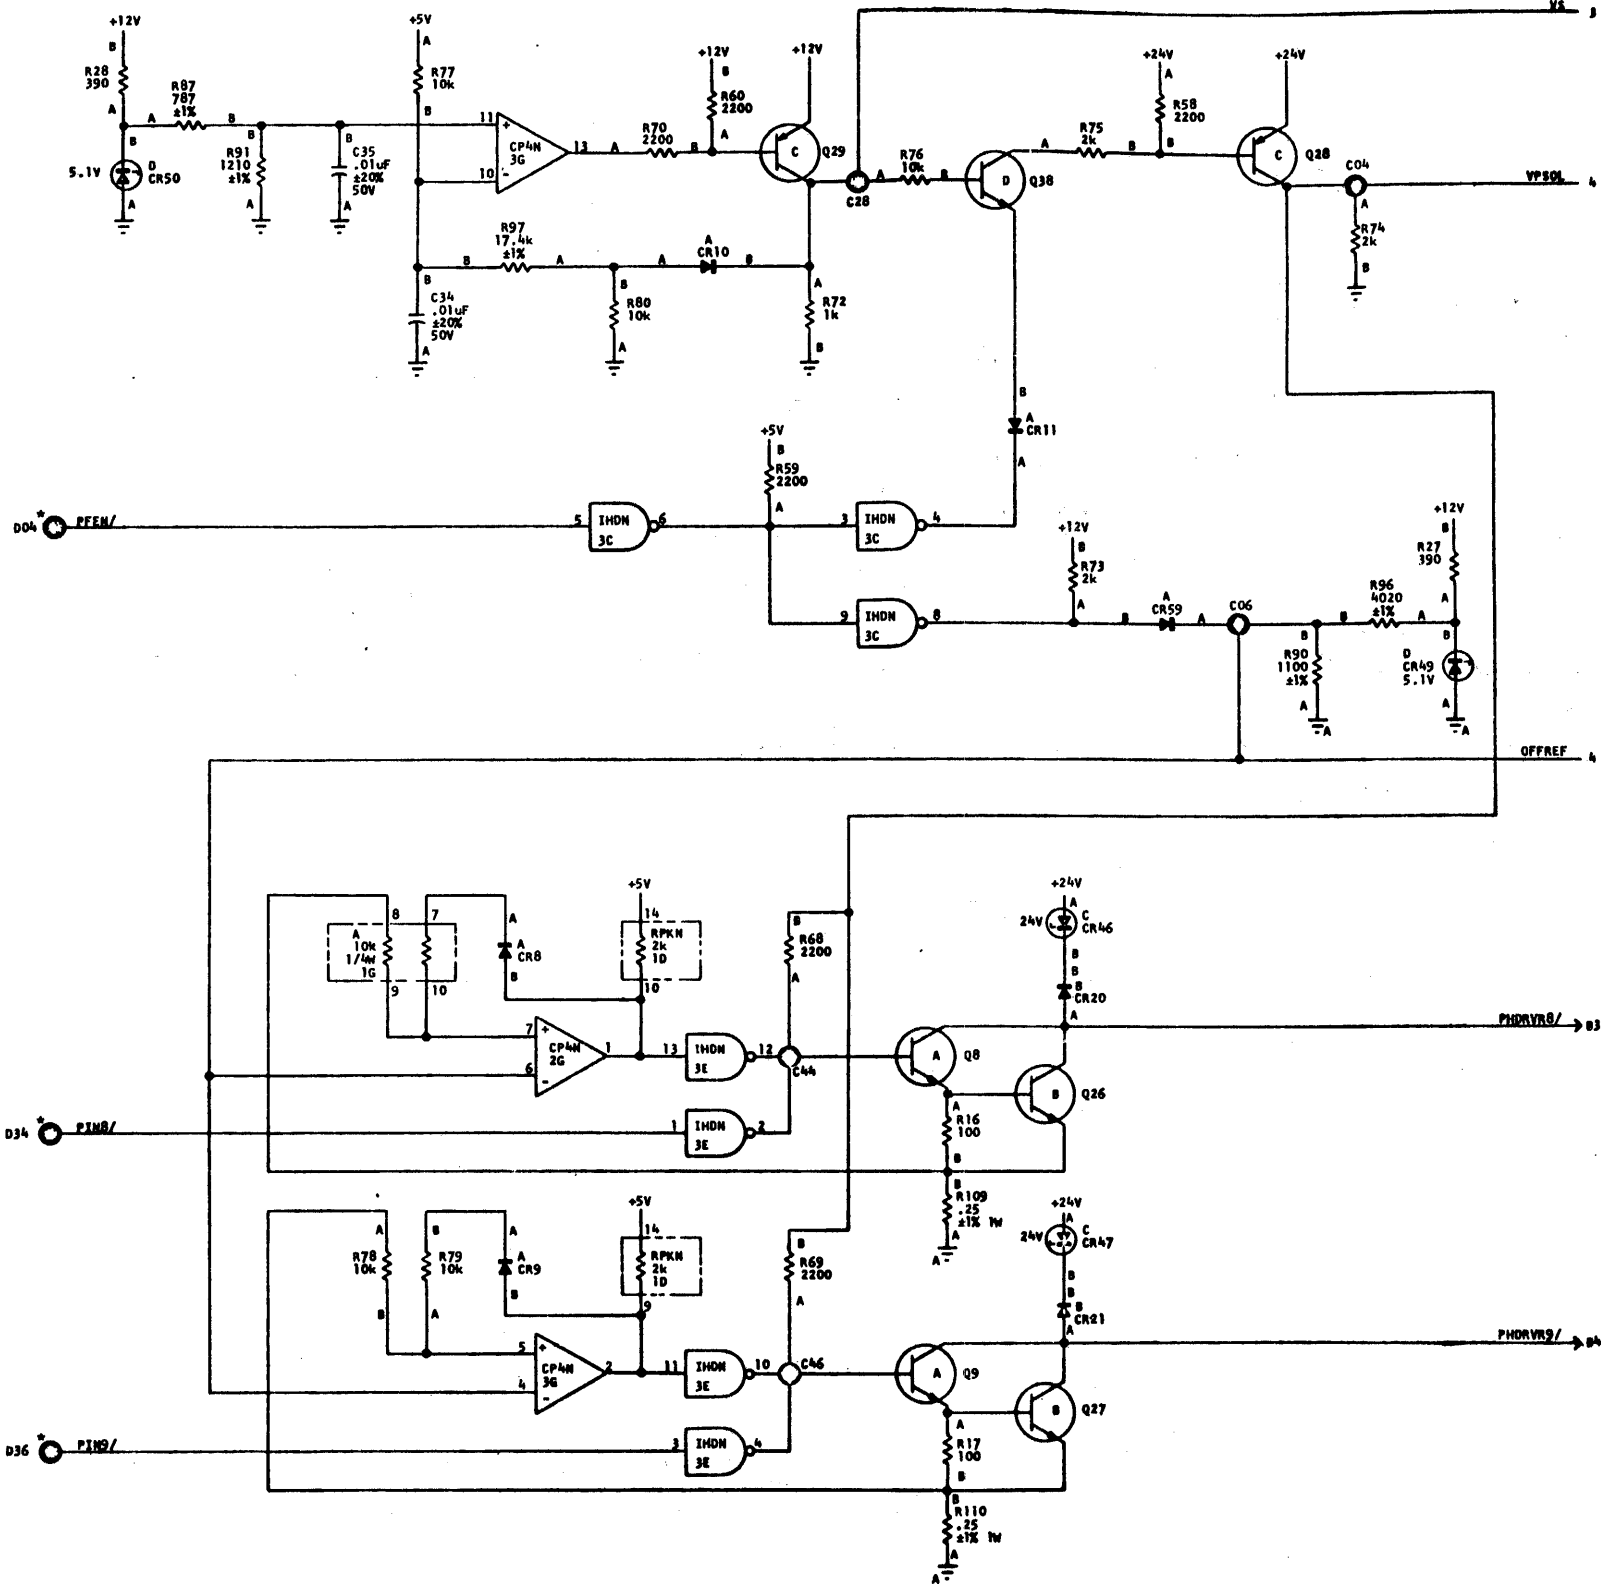 VS
3
+12V
B
R28
390
A
R87
787
±1%
A
B
B
5.1V
D
CR50
A
B
R91
1210
±1%
A
B
C35
.01uF
±20%
50V
A
+5V
A
R77
10k
B
11
+
CP4N
3G
10
-
13
A
R70
2200
B
+12V
B
R60
2200
A
+12V
C
Q29
C28
A
R76
10k
B
D
Q38
A
R75
2k
B
+24V
A
R58
2200
B
+24V
C
Q28
C04
VPSOL
4
A
R74
2k
B
B
R97
17.4k
±1%
A
A
A
CR10
B
B
C34
.01uF
±20%
50V
A
B
R80
10k
A
A
R72
1k
B
B
A
CR11
A
+5V
B
R59
2200
A
D04
*
PFEN/
5
IHDN
3C
6
3
IHDN
3C
4
9
IHDN
3C
8
+12V
B
R73
2k
A
B
A
CR59
A
C06
B
R90
1100
±1%
A
A
B
R96
4020
±1%
A
+12V
B
R27
390
A
B
D
CR49
5.1V
A
A
OFFREF
4
8
7
A
10k
1/4W
1G
9
10
A
A
CR8
B
+5V
14
RPKN
2k
1D
10
7
+
CP4N
2G
6
-
1
13
IHDN
3E
12
B
R68
2200
A
C44
A
Q8
+24V
A
24V
C
CR46
B
B
B
CR20
A
PHDRVR8/
B3
B
Q26
D34
*
PIN8/
1
IHDN
3E
2
A
R16
100
B
B
R109
.25
±1% 1W
A
A
A
R78
10k
B
B
R79
10k
A
A
A
CR9
B
+5V
14
RPKN
2k
1D
9
5
+
CP4N
3G
4
-
2
11
IHDN
3E
10
B
R69
2200
A
C46
A
Q9
+24V
A
24V
C
CR47
B
B
B
CR21
A
PHDRVR9/
B4
B
Q27
D36
*
PIN9/
3
IHDN
3E
4
A
R17
100
B
B
R110
.25
±1% 1W
A
A